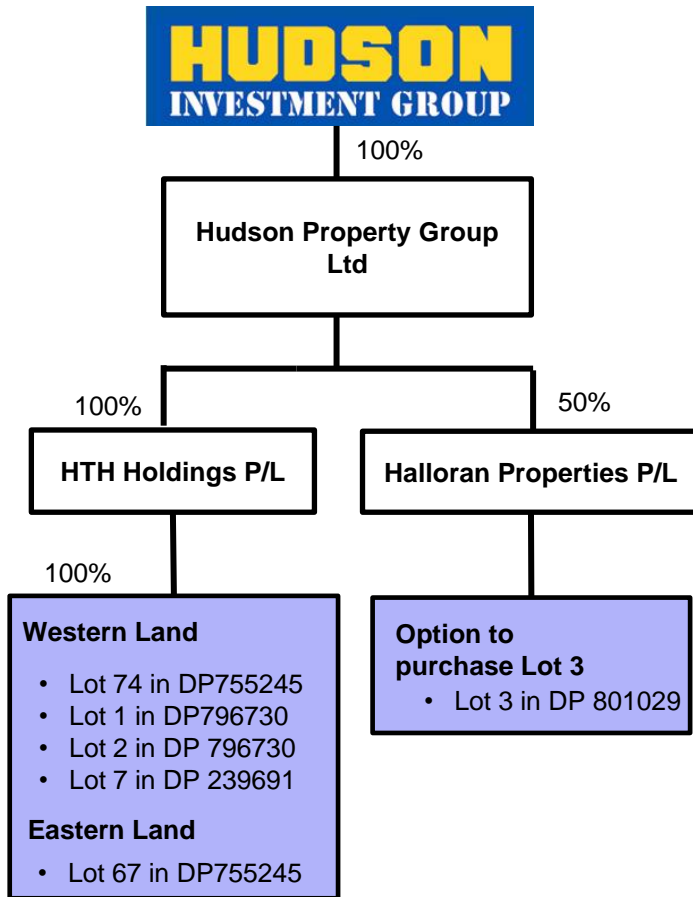 HUDSON
INVESTMENT GROUP
100%
Hudson Property Group
Ltd
100%
50%
HTH Holdings P/L
Halloran Properties P/L
100%
Western Land
• Lot 74 in DP755245
• Lot 1 in DP796730
• Lot 2 in DP 796730
• Lot 7 in DP 239691
Eastern Land
• Lot 67 in DP755245
Option to
purchase Lot 3
• Lot 3 in DP 801029